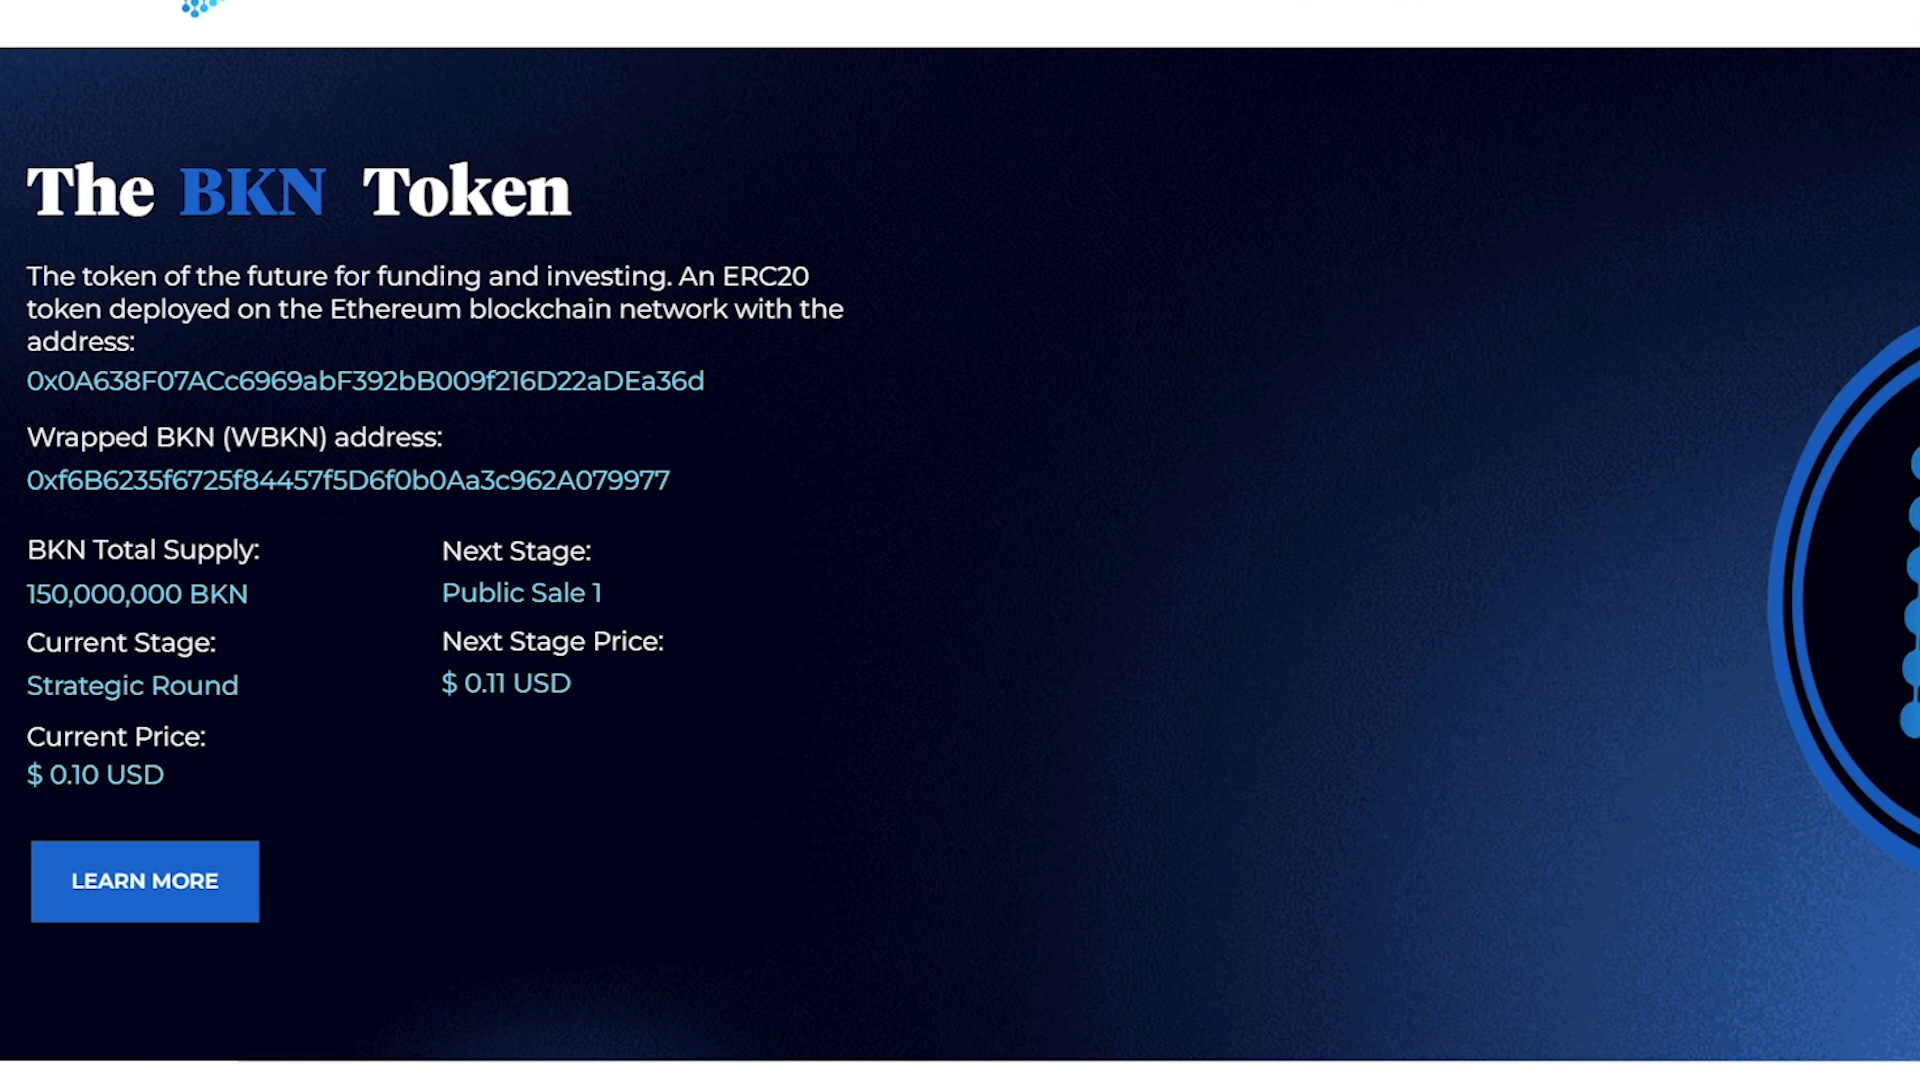 The BKN Token
The token of the future for funding and investing. An ERC20
token deployed on the Ethereum blockchain network with the
address:
0x0A638F07ACc6969abF392bB009f216D22aDEa36d
Wrapped BKN (WBKN) address:
0xf6B6235f6725f84457f5D6f0b0Aa3c962A079977
BKN Total Supply:
150,000,000 BKN
Current Stage:
Strategic Round
Current Price:
$ 0.10 USD
Next Stage:
Public Sale 1
Next Stage Price:
$ 0.11 USD
LEARN MORE